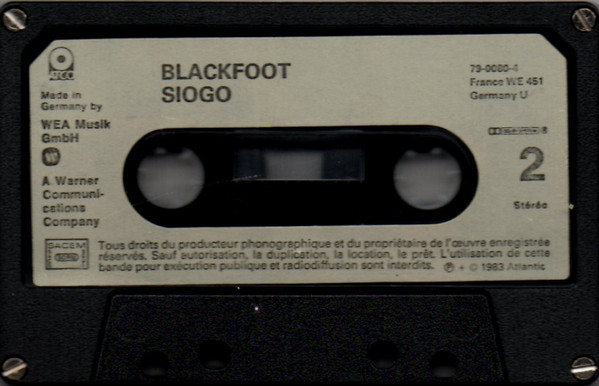 ATCO
BLACKFOOT
SIOGO
79-0080-4
France WE 451
Germany U
Made in
Germany by
WEA Musik
GmbH
A Warner
Communi-
cations
Company
2
Stéréo
SACEM
Tous droits du producteur phonographique et du propriétaire de l'œuvre enregistrée
réservés. Sauf autorisation, la duplication, la location, le prêt, L'utilisation de cette
bande pour exécution publique et radiodiffusion sont interdits. ℗ + © 1983 Atlantic